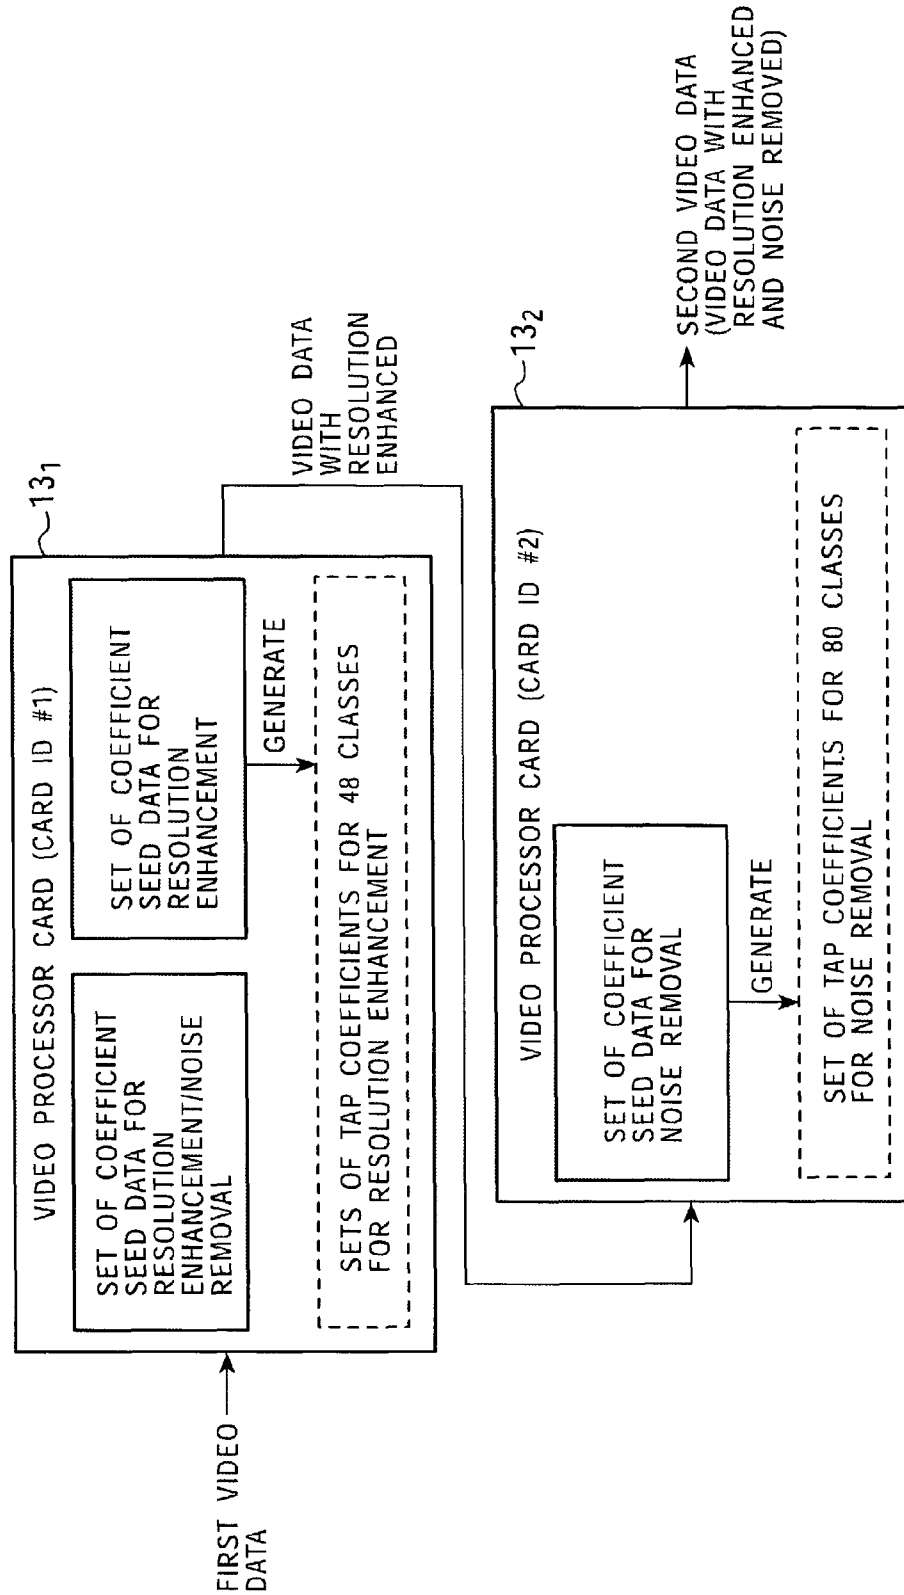 FIRST VIDEO
DATA
VIDEO PROCESSOR CARD (CARD ID #1)
13₁
SET OF COEFFICIENT
SEED DATA FOR
RESOLUTION
ENHANCEMENT/NOISE
REMOVAL
SET OF COEFFICIENT
SEED DATA FOR
RESOLUTION
ENHANCEMENT
GENERATE
SETS OF TAP COEFFICIENTS FOR 48 CLASSES
FOR RESOLUTION ENHANCEMENT
VIDEO DATA
WITH
RESOLUTION
ENHANCED
VIDEO PROCESSOR CARD (CARD ID #2)
13₂
SET OF COEFFICIENT
SEED DATA FOR
NOISE REMOVAL
GENERATE
SET OF TAP COEFFICIENTS FOR 80 CLASSES
FOR NOISE REMOVAL
SECOND VIDEO DATA
(VIDEO DATA WITH
RESOLUTION ENHANCED
AND NOISE REMOVED)